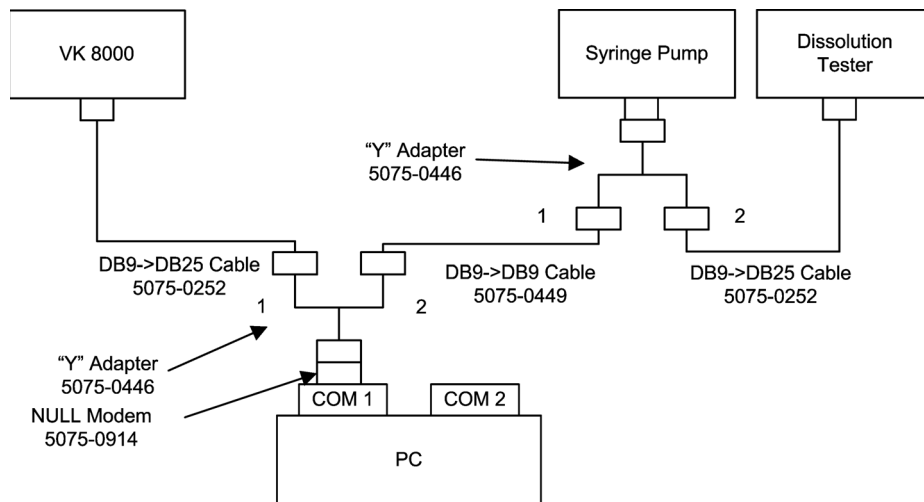 VK 8000
Syringe Pump
Dissolution
Tester
“Y” Adapter
5075-0446
1
2
DB9->DB25 Cable
5075-0252
DB9->DB9 Cable
5075-0449
DB9->DB25 Cable
5075-0252
1
2
“Y” Adapter
5075-0446
NULL Modem
5075-0914
COM 1
COM 2
PC